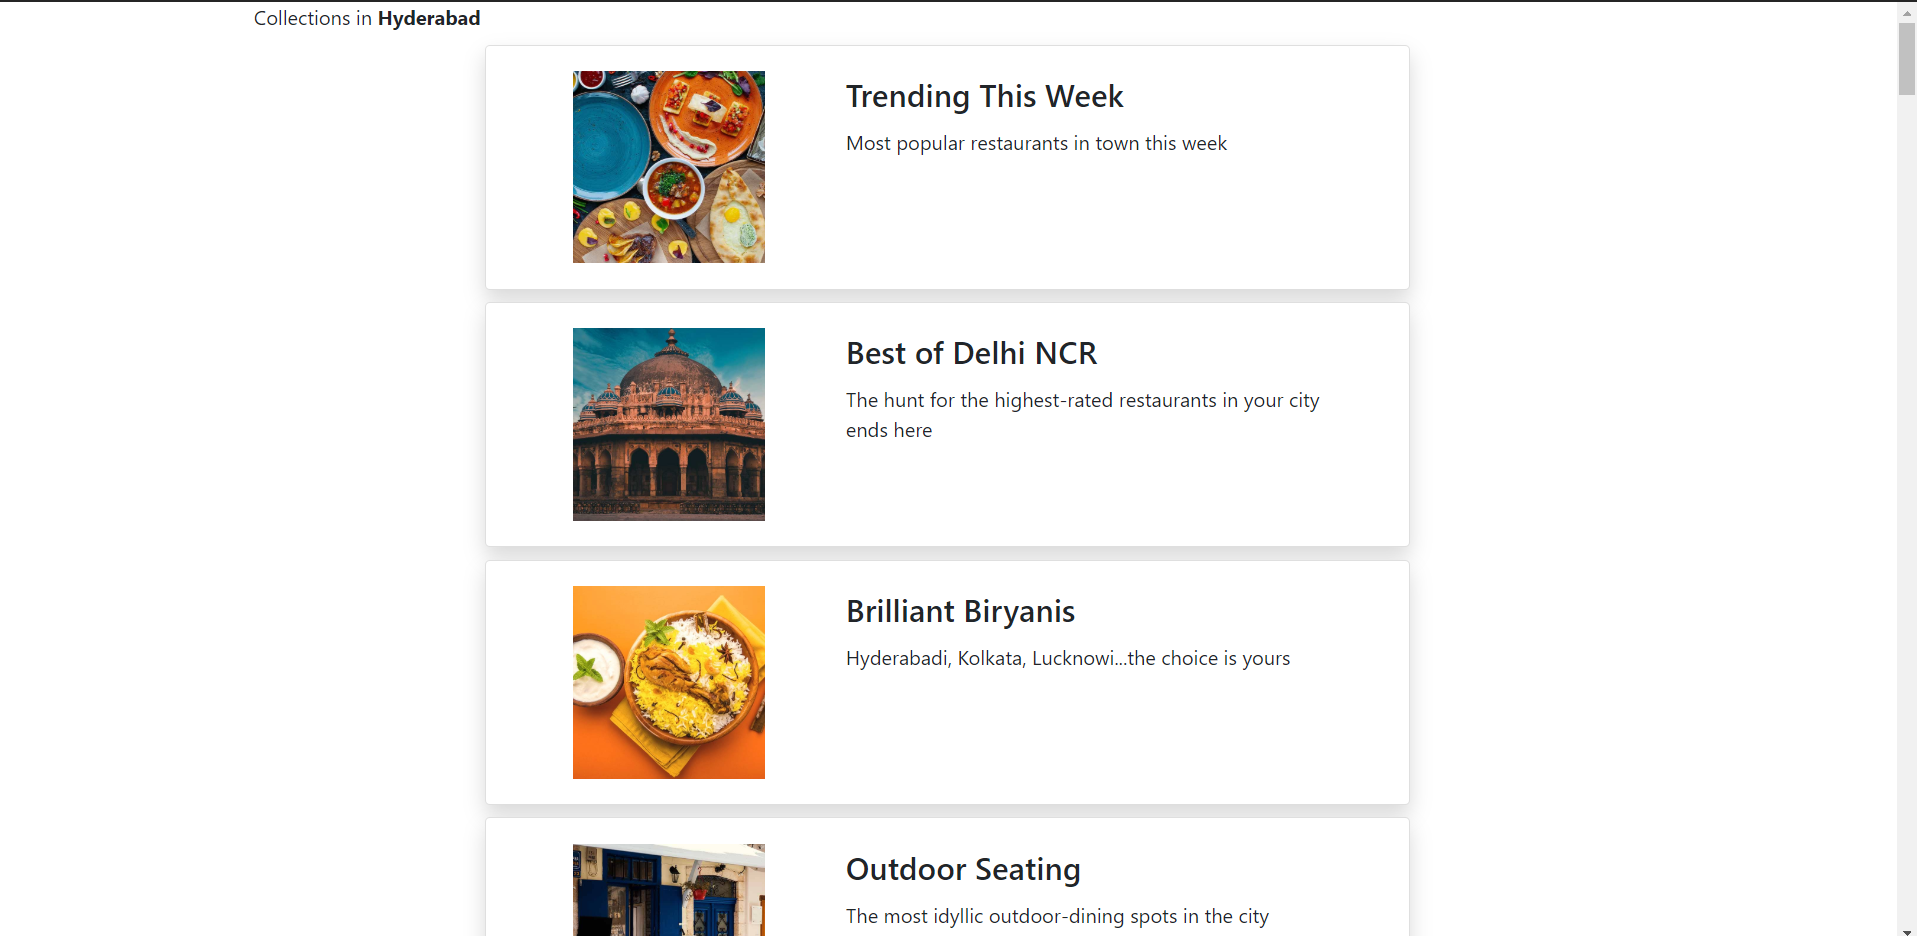 Collections in Hyderabad
Trending This Week
Most popular restaurants in town this week
Best of Delhi NCR
The hunt for the highest-rated restaurants in your city
ends here
Brilliant Biryanis
Hyderabadi, Kolkata, Lucknowi...the choice is yours
Outdoor Seating
The most idyllic outdoor-dining spots in the city